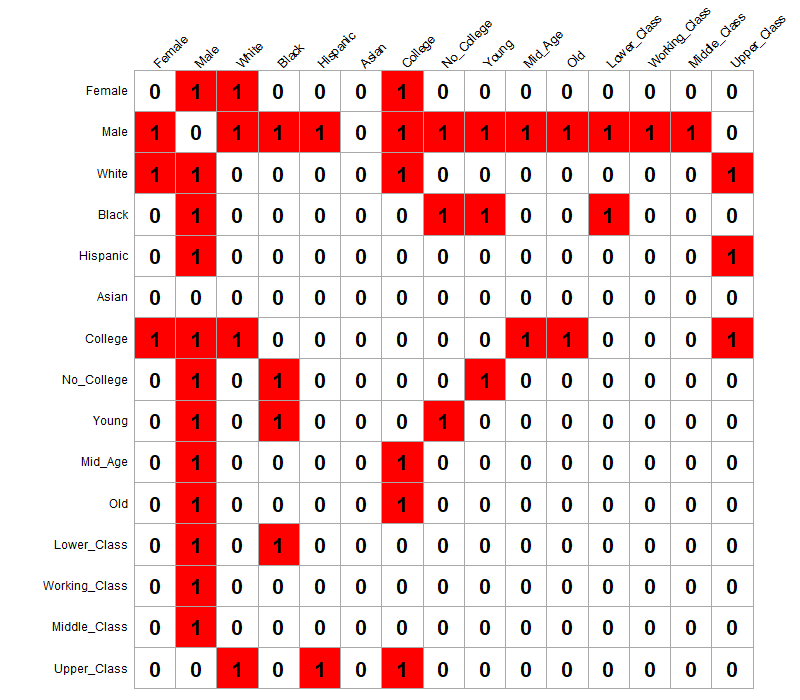 Female Male White Black Hispanic Asian College No_College Young Mid_Age Old Lower_Class Working_Class Middle_Class Upper_Class
Female 0 1 1 0 0 0 1 0 0 0 0 0 0 0 0
Male 1 0 1 1 1 0 1 1 1 1 1 1 1 1 0
White 1 1 0 0 0 0 1 0 0 0 0 0 0 0 1
Black 0 1 0 0 0 0 0 1 1 0 0 1 0 0 0
Hispanic 0 1 0 0 0 0 0 0 0 0 0 0 0 0 1
Asian 0 0 0 0 0 0 0 0 0 0 0 0 0 0 0
College 1 1 1 0 0 0 0 0 0 1 1 0 0 0 1
No_College 0 1 0 1 0 0 0 0 1 0 0 0 0 0 0
Young 0 1 0 1 0 0 0 1 0 0 0 0 0 0 0
Mid_Age 0 1 0 0 0 0 1 0 0 0 0 0 0 0 0
Old 0 1 0 0 0 0 1 0 0 0 0 0 0 0 0
Lower_Class 0 1 0 1 0 0 0 0 0 0 0 0 0 0 0
Working_Class 0 1 0 0 0 0 0 0 0 0 0 0 0 0 0
Middle_Class 0 1 0 0 0 0 0 0 0 0 0 0 0 0 0
Upper_Class 0 0 1 0 1 0 1 0 0 0 0 0 0 0 0